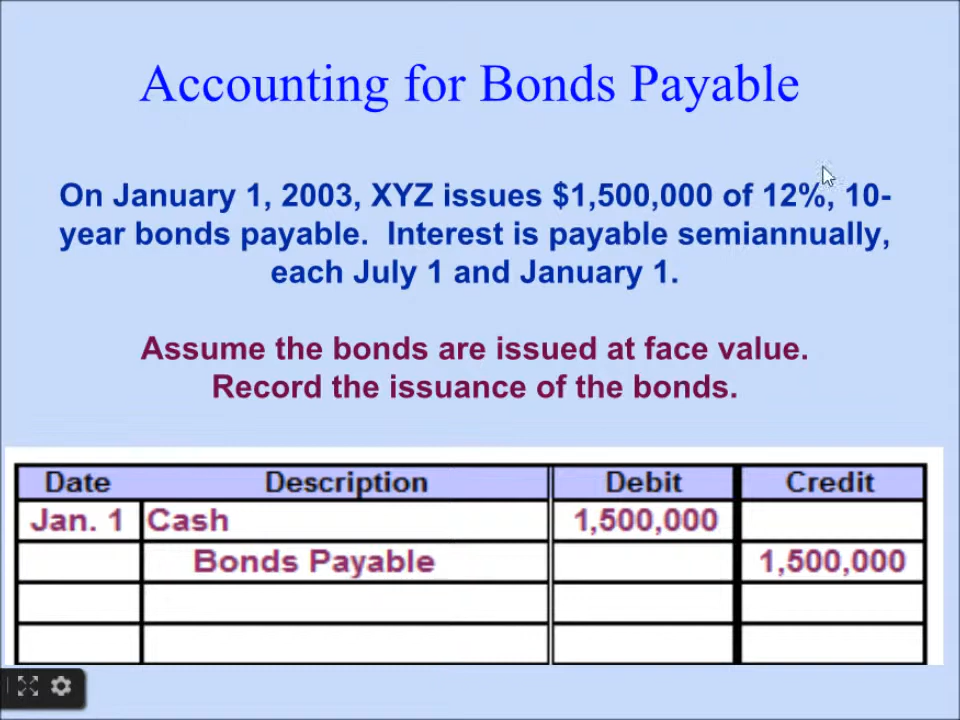 Accounting for Bonds Payable
On January 1, 2003, XYZ issues $1,500,000 of 12%, 10-
year bonds payable.  Interest is payable semiannually,
each July 1 and January 1.
Assume the bonds are issued at face value.
Record the issuance of the bonds.
Date Description Debit Credit
Jan. 1 Cash 1,500,000
Bonds Payable 1,500,000